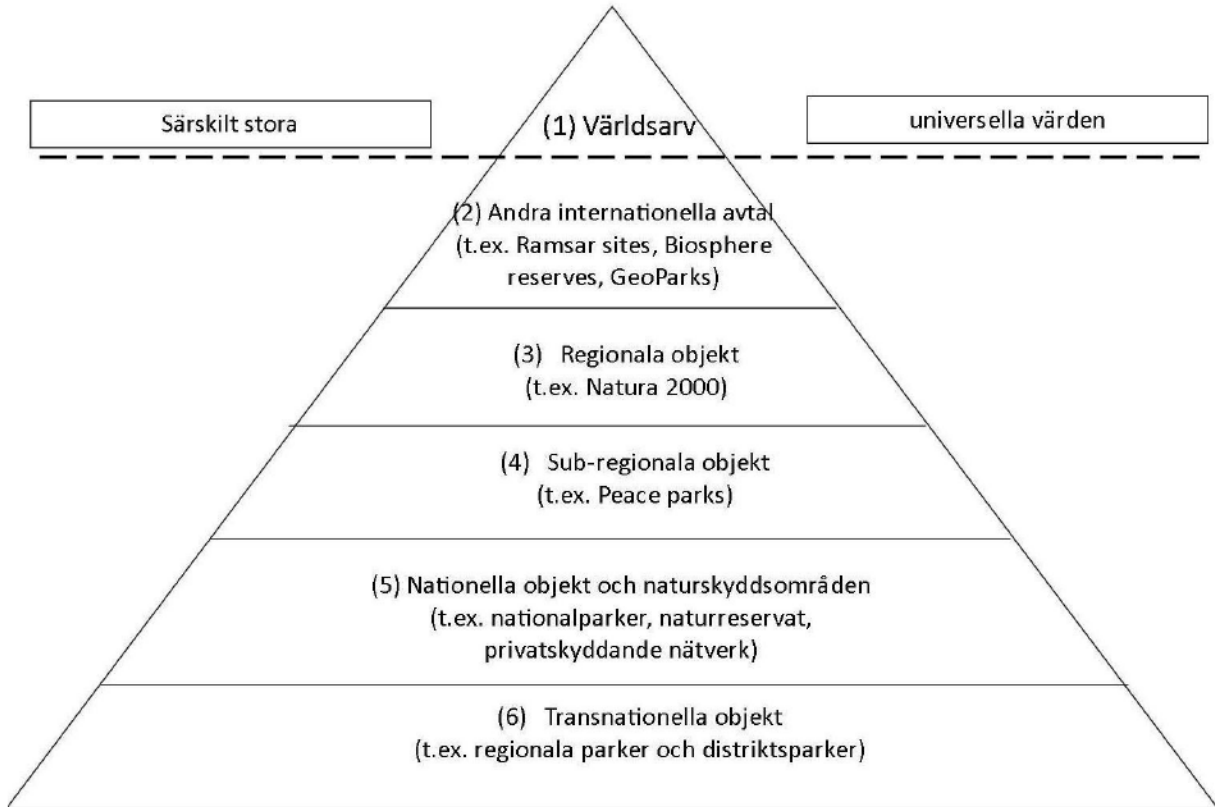 Särskilt stora
(1) Världsarv
universella värden
(2) Andra internationella avtal
(t.ex. Ramsar sites, Biosphere
reserves, GeoParks)
(3) Regionala objekt
(t.ex. Natura 2000)
(4) Sub-regionala objekt
(t.ex. Peace parks)
(5) Nationella objekt och naturskyddsområden
(t.ex. nationalparker, naturreservat,
privatskyddande nätverk)
(6) Transnationella objekt
(t.ex. regionala parker och distriktsparker)